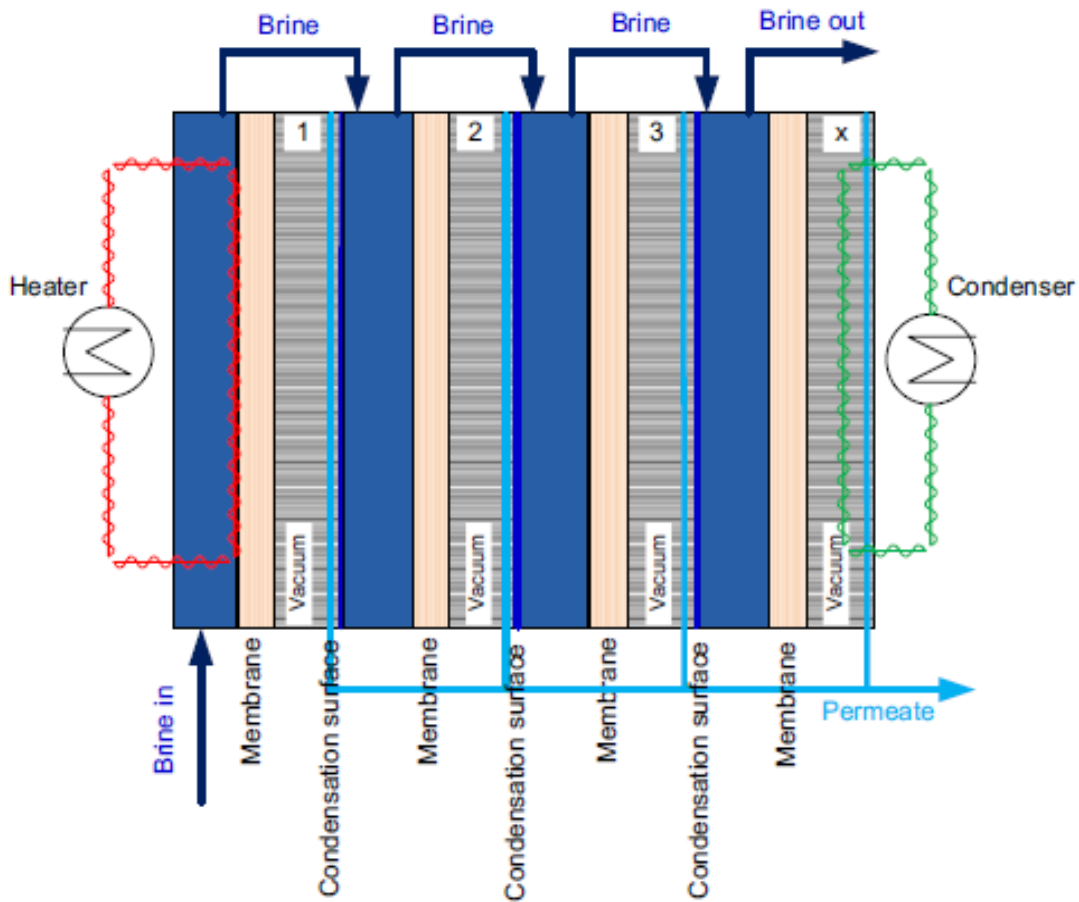 Brine
Brine
Brine
Brine out
1
2
3
x
Heater
Condenser
Vacuum
Vacuum
Vacuum
Vacuum
Brine in
Membrane
Condensation surface
Membrane
Condensation surface
Membrane
Condensation surface
Membrane
Permeate